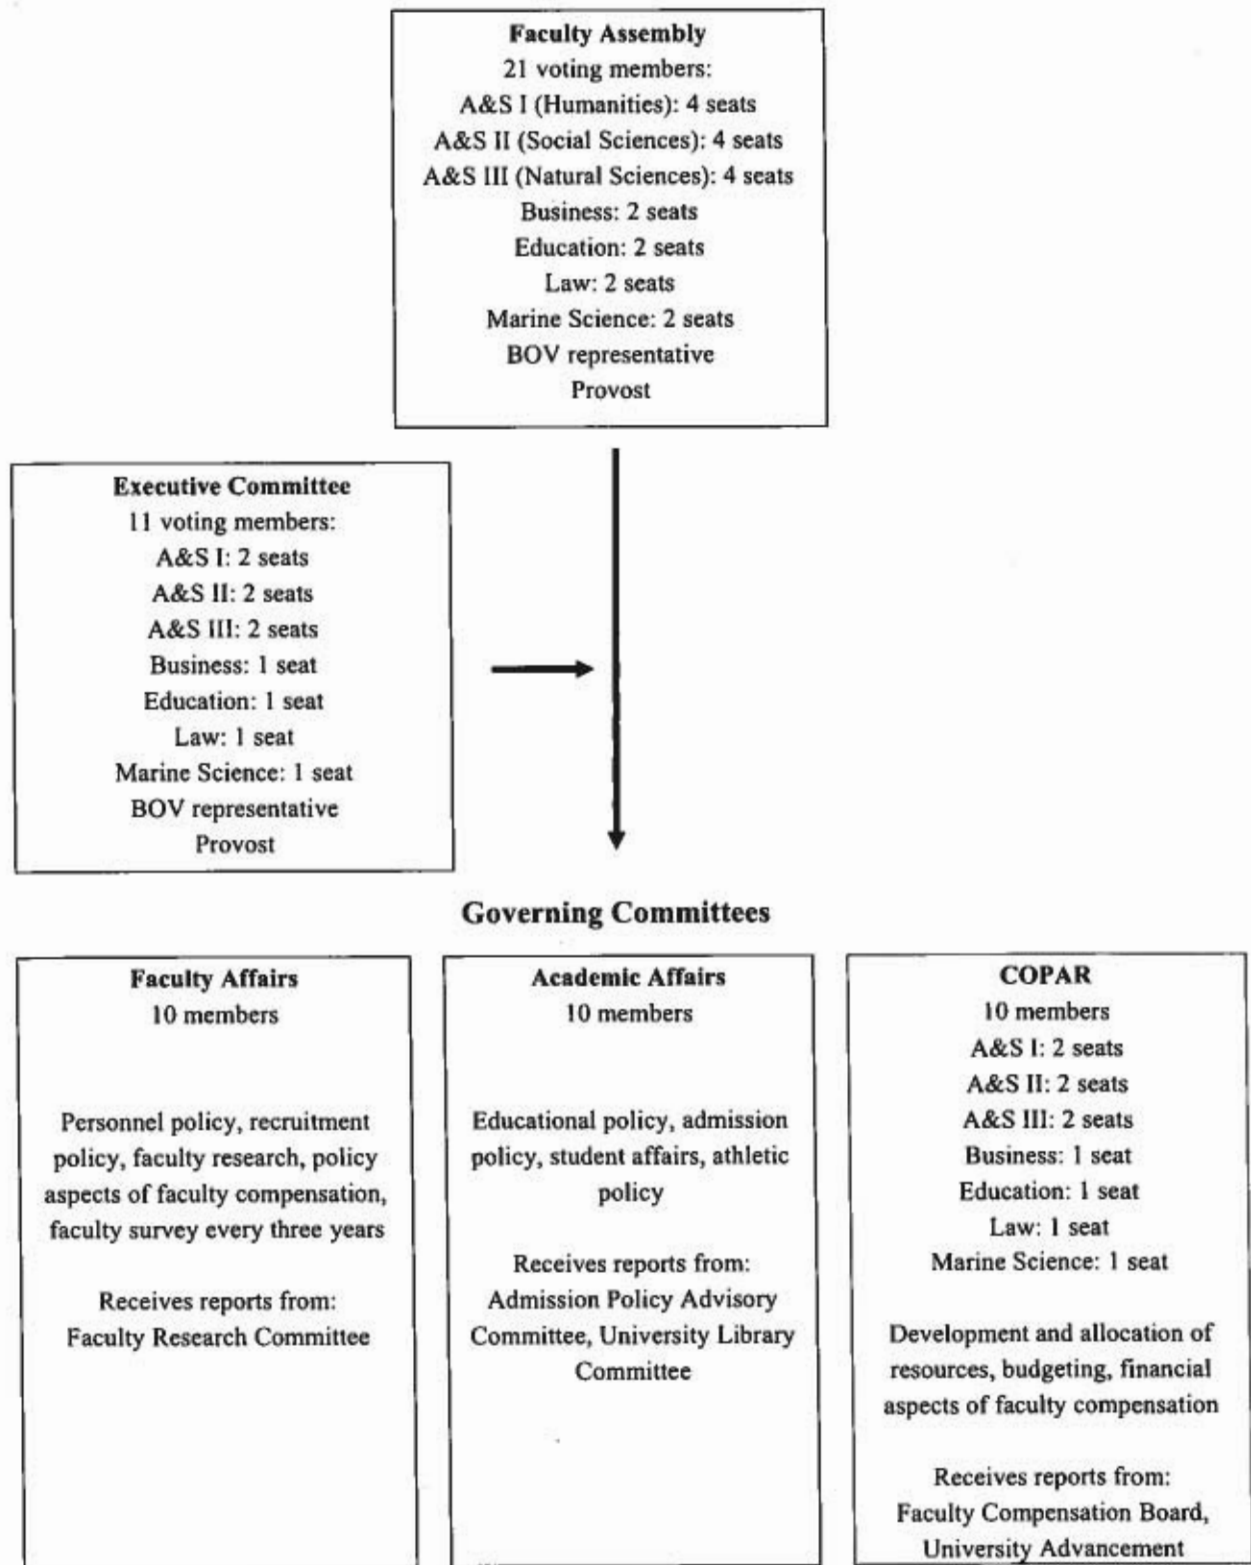 Faculty Assembly
21 voting members:
A&S I (Humanities): 4 seats
A&S II (Social Sciences): 4 seats
A&S III (Natural Sciences): 4 seats
Business: 2 seats
Education: 2 seats
Law: 2 seats
Marine Science: 2 seats
BOV representative
Provost
Executive Committee
11 voting members:
A&S I: 2 seats
A&S II: 2 seats
A&S III: 2 seats
Business: 1 seat
Education: 1 seat
Law: 1 seat
Marine Science: 1 seat
BOV representative
Provost
Governing Committees
Faculty Affairs
10 members
Personnel policy, recruitment
policy, faculty research, policy
aspects of faculty compensation,
faculty survey every three years
Receives reports from:
Faculty Research Committee
Academic Affairs
10 members
Educational policy, admission
policy, student affairs, athletic
policy
Receives reports from:
Admission Policy Advisory
Committee, University Library
Committee
COPAR
10 members
A&S I: 2 seats
A&S II: 2 seats
A&S III: 2 seats
Business: 1 seat
Education: 1 seat
Law: 1 seat
Marine Science: 1 seat
Development and allocation of
resources, budgeting, financial
aspects of faculty compensation
Receives reports from:
Faculty Compensation Board,
University Advancement